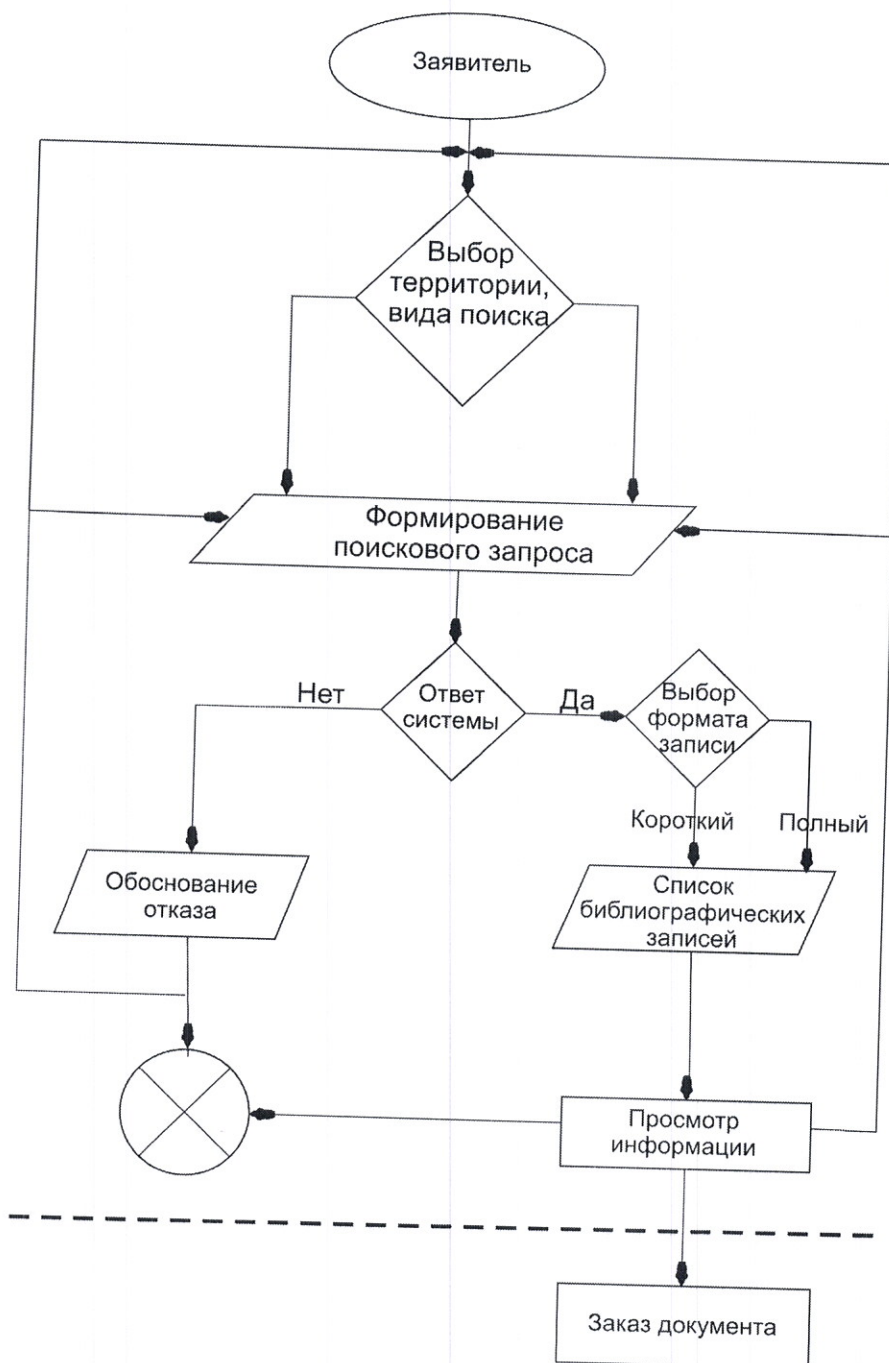 Заявитель
Выбор
территории,
вида поиска
Формирование
поискового запроса
Нет
Ответ
системы
Да
Выбор
формата
записи
Короткий
Полный
Обоснование
отказа
Список
библиографических
записей
Просмотр
информации
Заказ документа